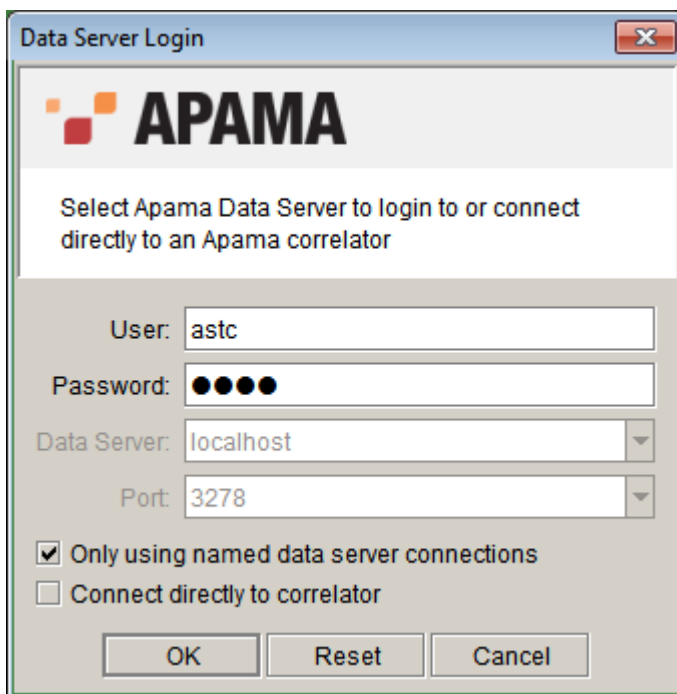 Data Server Login
APAMA
Select Apama Data Server to login to or connect
directly to an Apama correlator
User: astc
Password: ●●●●
Data Server: localhost
Port: 3278
Only using named data server connections
Connect directly to correlator
OK Reset Cancel